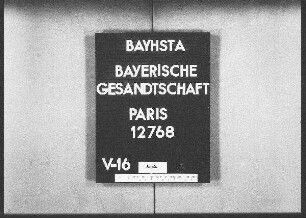 BAYHSTA
BAYERISCHE
GESANDTSCHAFT
PARIS
12768
V-16